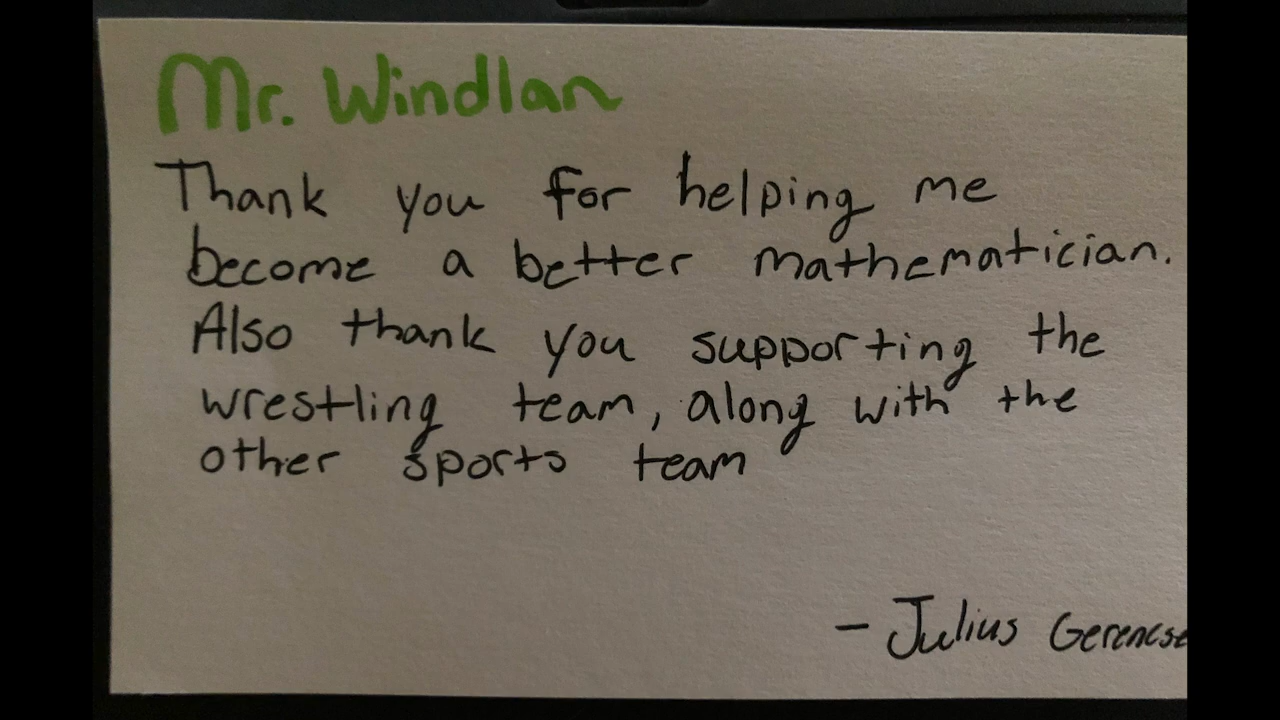 Mr. Windlan
Thank you for helping me
become a better mathematician.
Also thank you supporting the
wrestling team, along with the
other sports team
- Julius Gerencse